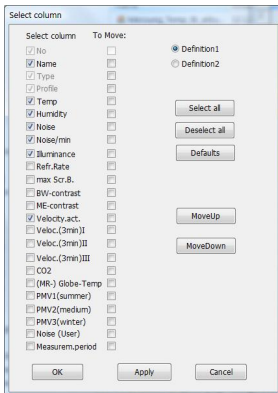 Select column
Select column To Move:
No
Name
Type
Profile
Temp
Humidity
Noise
Noise/min
Illuminance
Refr.Rate
max Scr.B.
BW-contrast
ME-contrast
Velocity.act.
Veloc.(3min)I
Veloc.(3min)II
Veloc.(3min)III
CO2
(MR-) Globe-Temp
PMV1(summer)
PMV2(medium)
PMV3(winter)
Noise (User)
Measurem.period
Definition1
Definition2
Select all
Deselect all
Defaults
MoveUp
MoveDown
OK Apply Cancel